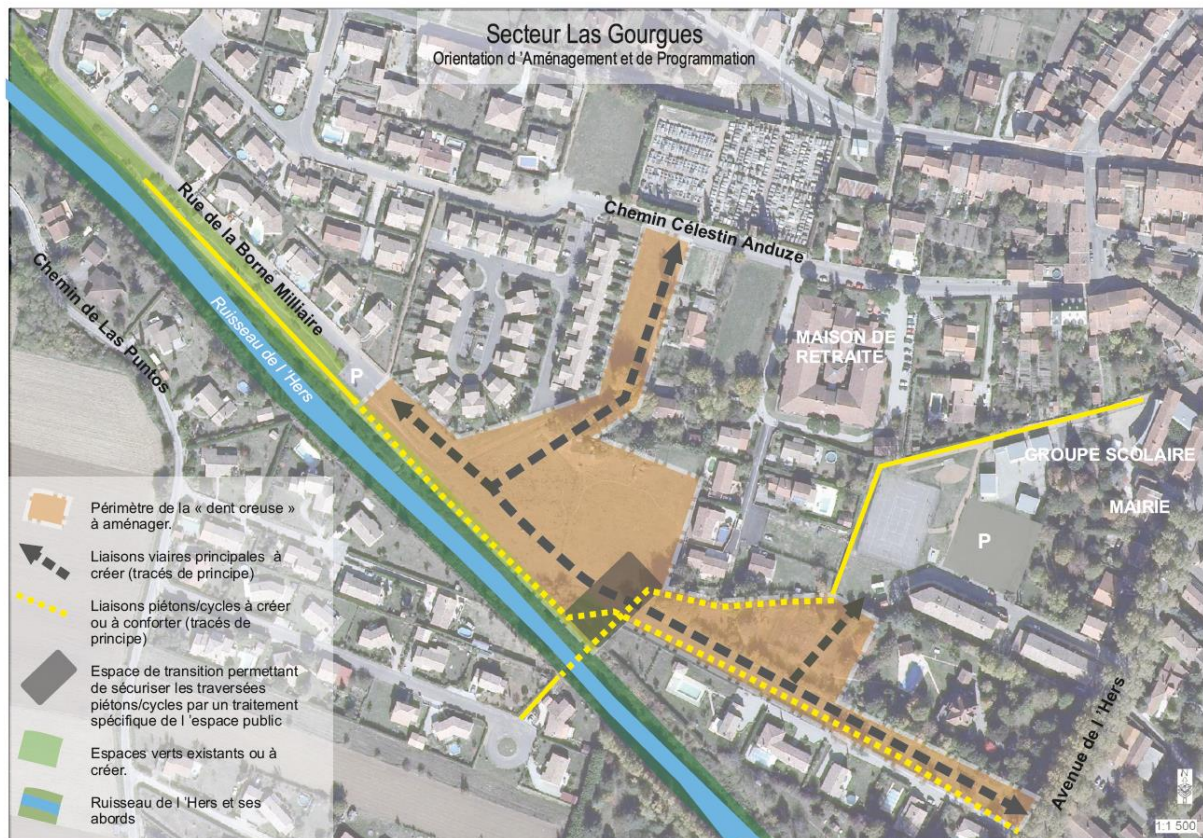 Secteur Las Gourgues
Orientation d 'Aménagement et de Programmation
Chemin Célestin Anduze
Rue de la Borne Milliaire
Chemin de Las Puntos
Ruisseau de l 'Hers
P
MAISON DE
RETRAITE
GROUPE SCOLAIRE
MAIRIE
P
Avenue de l 'Hers
Périmètre de la « dent creuse »
à aménager.
Liaisons viaires principales à
créer (tracés de principe)
Liaisons piétons/cycles à créer
ou à conforter (tracés de
principe)
Espace de transition permettant
de sécuriser les traversées
piétons/cycles par un traitement
spécifique de l 'espace public
Espaces verts existants ou à
créer.
Ruisseau de l 'Hers et ses
abords
1:1 500